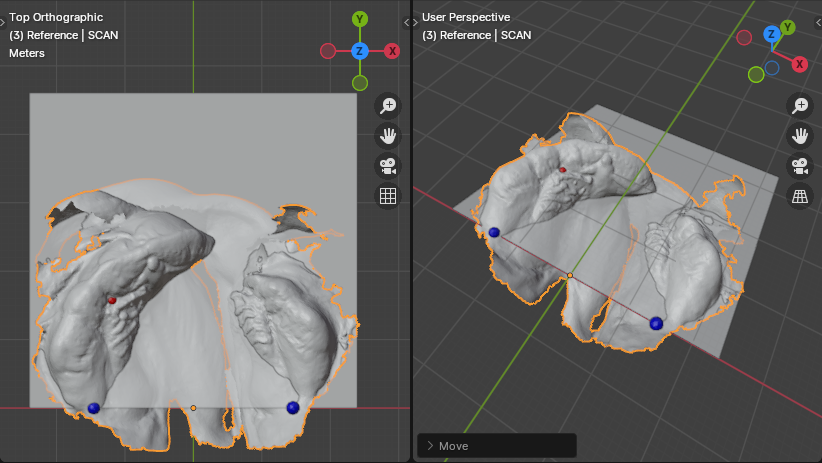 Top Orthographic
(3) Reference | SCAN
Meters
Y
Z
X
User Perspective
(3) Reference | SCAN
Z
Y
X
Move